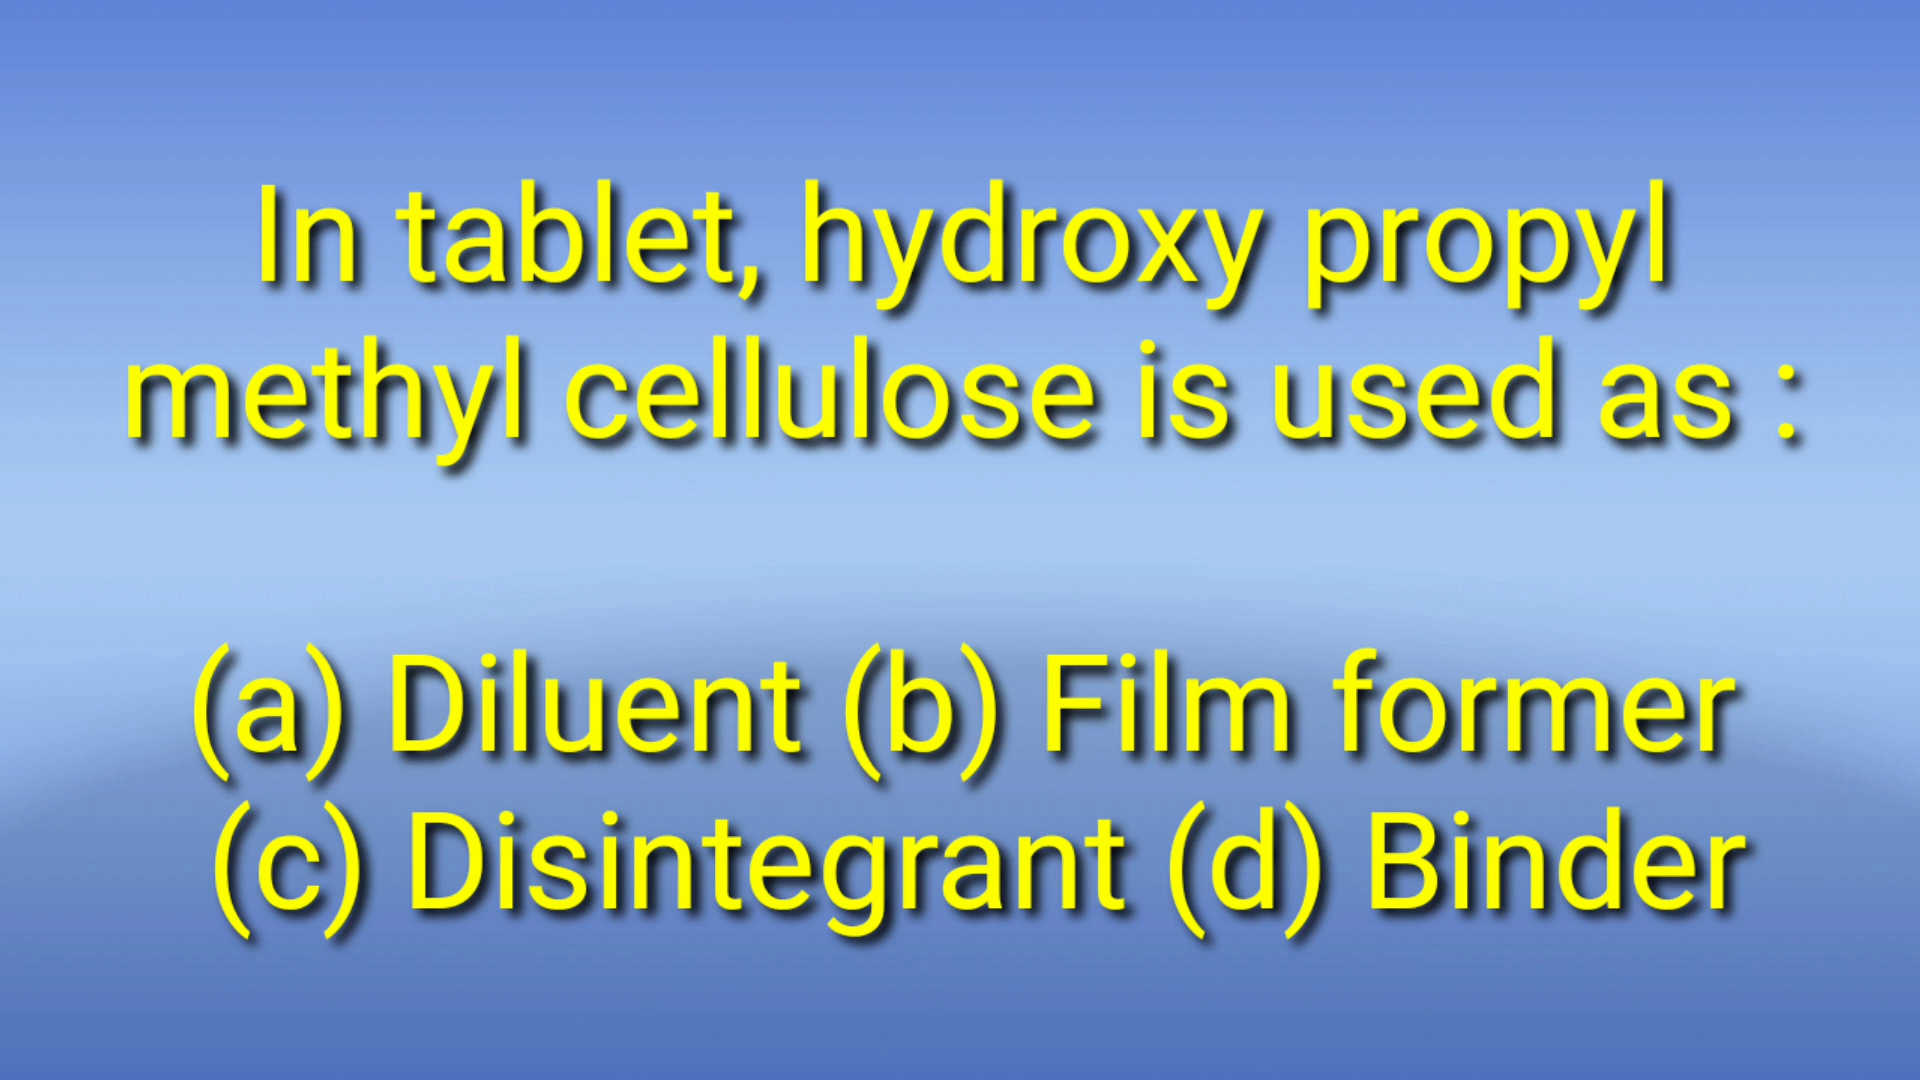 In tablet, hydroxy propyl
methyl cellulose is used as :
(a) Diluent (b) Film former
(c) Disintegrant (d) Binder